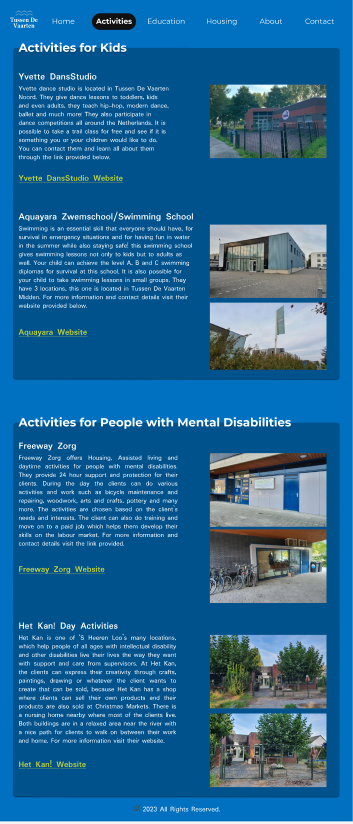 Tussen De
Vaarten
Home
Activities
Education
Housing
About
Contact
Activities for Kids
Yvette DansStudio
Yvette dance studio is located in Tussen De Vaarten
Noord. They give dance lessons to toddlers, kids
and even adults, they teach hip-hop, modern dance,
ballet and much more! They also participate in
dance competitions all around the Netherlands. It is
possible to take a trail class for free and see if it is
something you or your children would like to do.
You can contact them and learn all about them
through the link provided below.
Yvette DansStudio Website
Aquayara Zwemschool/Swimming School
Swimming is an essential skill that everyone should have, for
survival in emergency situations and for having fun in water
in the summer while also staying safe! this swimming school
gives swimming lessons not only to kids but to adults as
well. Your child can achieve the level A, B and C swimming
diplomas for survival at this school. It is also possible for
your child to take swimming lessons in small groups. They
have 3 locations, this one is located in Tussen De Vaarten
Midden. For more information and contact details visit their
website provided below.
Aquayara Website
Activities for People with Mental Disabilities
Freeway Zorg
Freeway Zorg offers Housing, Assisted living and
daytime activities for people with mental disabilities.
They provide 24 hour support and protection for their
clients. During the day the clients can do various
activities and work such as bicycle maintenance and
repairing, woodwork, arts and crafts, pottery and many
more. The activities are chosen based on the client's
needs and interests. The client can also do training and
move on to a paid job which helps them develop their
skills on the labour market. For more information and
contact details visit the link provided.
Freeway Zorg Website
Het Kan! Day Activities
Het Kan is one of 'S Heeren Loo's many locations,
which help people of all ages with intellectual disability
and other disabilities live their lives the way they want
with support and care from supervisors. At Het Kan,
the clients can express their creativity through crafts,
paintings, drawing or whatever the client wants to
create that can be sold, because Het Kan has a shop
where clients can sell their own products and their
products are also sold at Christmas Markets. There is
a nursing home nearby where most of the clients live.
Both buildings are in a relaxed area near the river with
a nice path for clients to walk on between their work
and home. For more information visit their website.
Het Kan! Website
© 2023 All Rights Reserved.